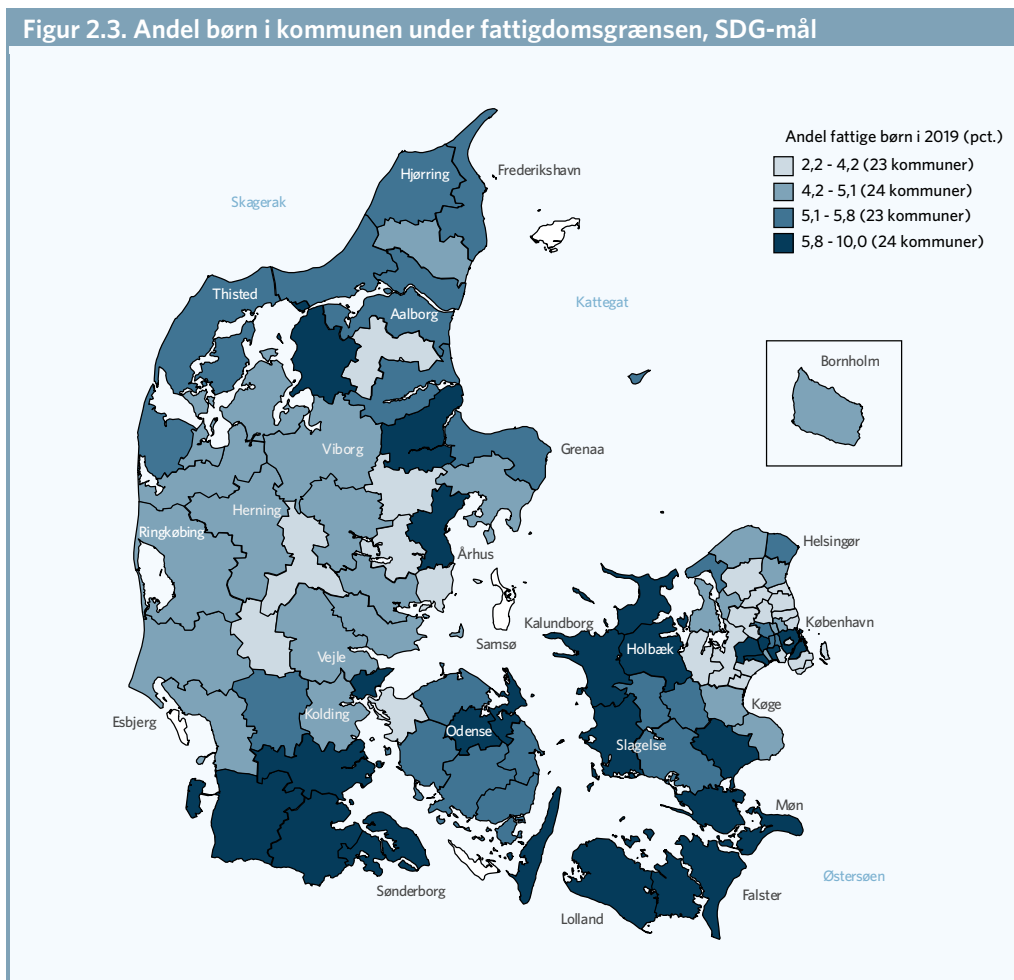 Figur 2.3. Andel børn i kommunen under fattigdomsgrænsen, SDG-mål
Andel fattige børn i 2019 (pct.)
2,2 - 4,2 (23 kommuner)
4,2 - 5,1 (24 kommuner)
5,1 - 5,8 (23 kommuner)
5,8 - 10,0 (24 kommuner)
Hjørring
Frederikshavn
Skagerak
Thisted
Kattegat
Aalborg
Bornholm
Viborg
Grenaa
Herning
Ringkøbing
Århus
Helsingør
Samsø
Kalundborg
København
Holbæk
Vejle
Køge
Esbjerg
Kolding
Odense
Slagelse
Møn
Østersøen
Sønderborg
Falster
Lolland